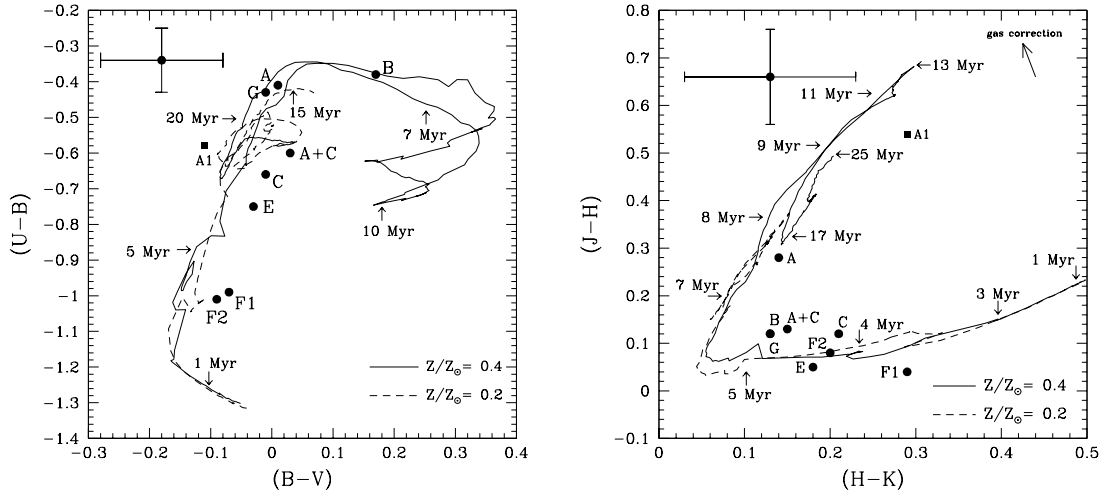 −0.2
−0.3
−0.4
−0.5
−0.6
−0.7
−0.8
−0.9
−1
−1.1
−1.2
−1.3
−1.4
(U−B)
−0.3 −0.2 −0.1 0 0.1 0.2 0.3 0.4
(B−V)
A
B
G
20 Myr
15 Myr
7 Myr
A1
A+C
C
E
10 Myr
5 Myr
F1
F2
1 Myr
Z/Z☉= 0.4
Z/Z☉= 0.2
0.8
0.7
0.6
0.5
0.4
0.3
0.2
0.1
0
−0.1
(J−H)
0 0.1 0.2 0.3 0.4 0.5
(H−K)
gas correction
13 Myr
11 Myr
A1
9 Myr
25 Myr
8 Myr
17 Myr
A
1 Myr
7 Myr
3 Myr
B A+C C 4 Myr
G F2
E F1
5 Myr
Z/Z☉= 0.4
Z/Z☉= 0.2